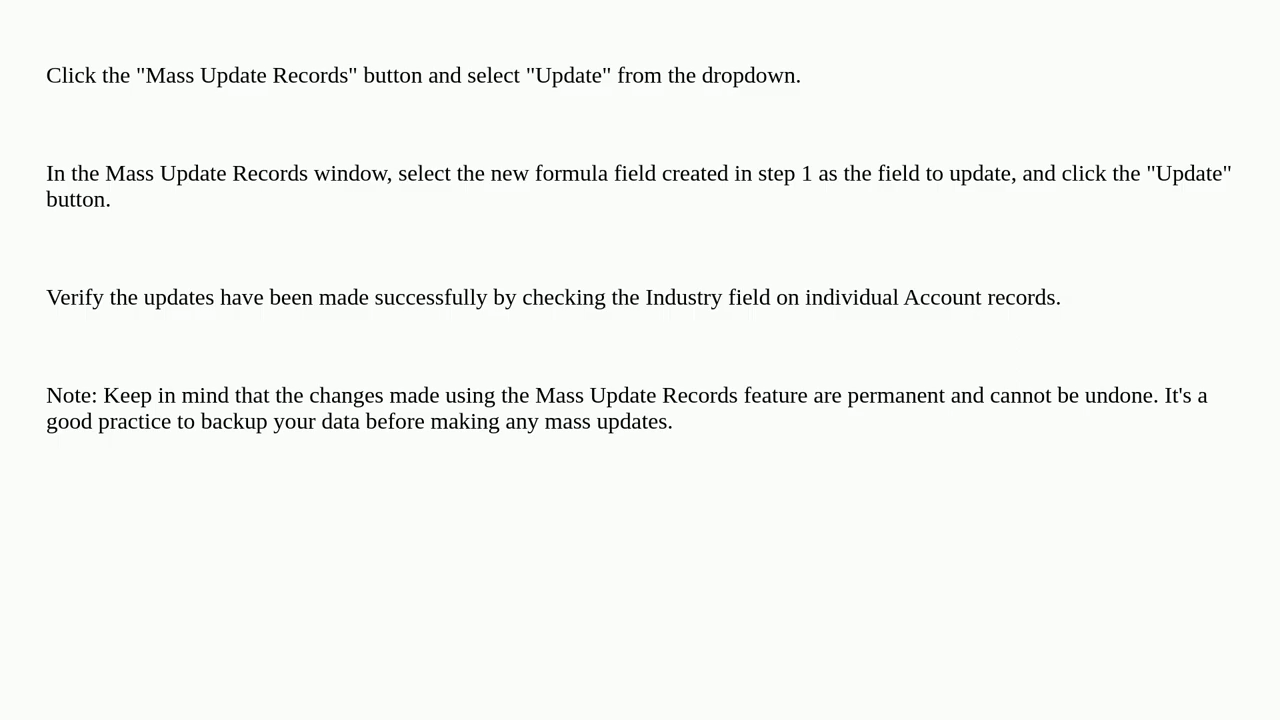 Click the "Mass Update Records" button and select "Update" from the dropdown.
In the Mass Update Records window, select the new formula field created in step 1 as the field to update, and click the "Update"
button.
Verify the updates have been made successfully by checking the Industry field on individual Account records.
Note: Keep in mind that the changes made using the Mass Update Records feature are permanent and cannot be undone. It's a
good practice to backup your data before making any mass updates.